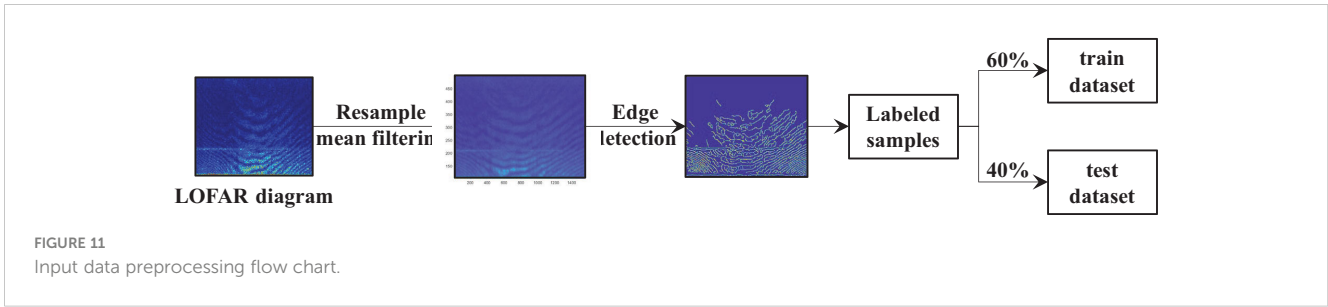 60%
train
dataset
Resample
mean filterin
Edge
letection
Labeled
samples
40%
test
dataset
LOFAR diagram
FIGURE 11
Input data preprocessing flow chart.